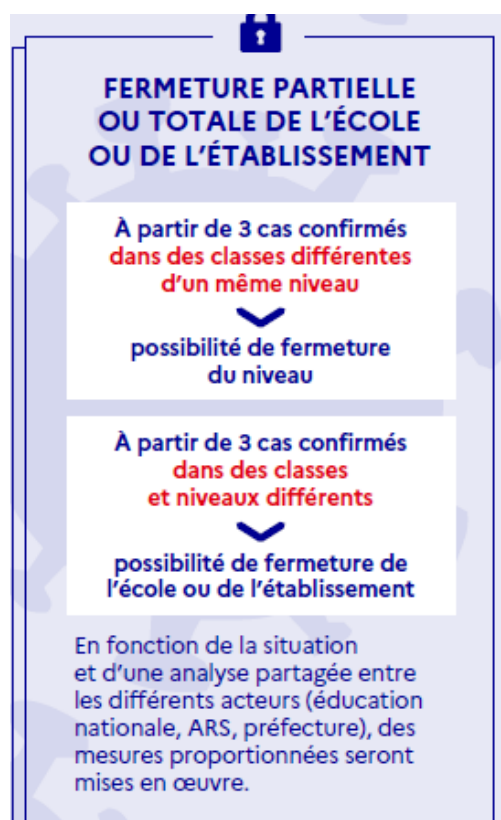 FERMETURE PARTIELLE
OU TOTALE DE L'ÉCOLE
OU DE L'ÉTABLISSEMENT
À partir de 3 cas confirmés
dans des classes différentes
d'un même niveau
possibilité de fermeture
du niveau
À partir de 3 cas confirmés
dans des classes
et niveaux différents
possibilité de fermeture de
l'école ou de l'établissement
En fonction de la situation
et d'une analyse partagée entre
les différents acteurs (éducation
nationale, ARS, préfecture), des
mesures proportionnées seront
mises en œuvre.